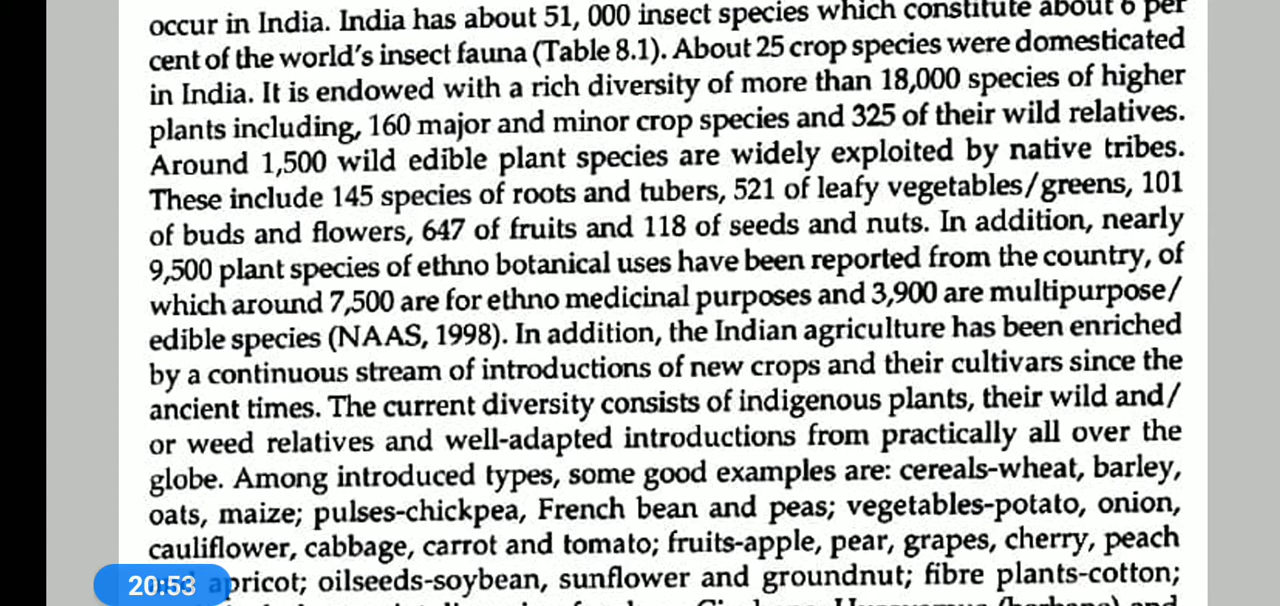 occur in India. India has about 51, 000 insect species which constitute about 6 per
cent of the world's insect fauna (Table 8.1). About 25 crop species were domesticated
in India. It is endowed with a rich diversity of more than 18,000 species of higher
plants including, 160 major and minor crop species and 325 of their wild relatives.
Around 1,500 wild edible plant species are widely exploited by native tribes.
These include 145 species of roots and tubers, 521 of leafy vegetables/greens, 101
of buds and flowers, 647 of fruits and 118 of seeds and nuts. In addition, nearly
9,500 plant species of ethno botanical uses have been reported from the country, of
which around 7,500 are for ethno medicinal purposes and 3,900 are multipurpose/
edible species (NAAS, 1998). In addition, the Indian agriculture has been enriched
by a continuous stream of introductions of new crops and their cultivars since the
ancient times. The current diversity consists of indigenous plants, their wild and/
or weed relatives and well-adapted introductions from practically all over the
globe. Among introduced types, some good examples are: cereals-wheat, barley,
oats, maize; pulses-chickpea, French bean and peas; vegetables-potato, onion,
cauliflower, cabbage, carrot and tomato; fruits-apple, pear, grapes, cherry, peach
20:53 apricot; oilseeds-soybean, sunflower and groundnut; fibre plants-cotton;